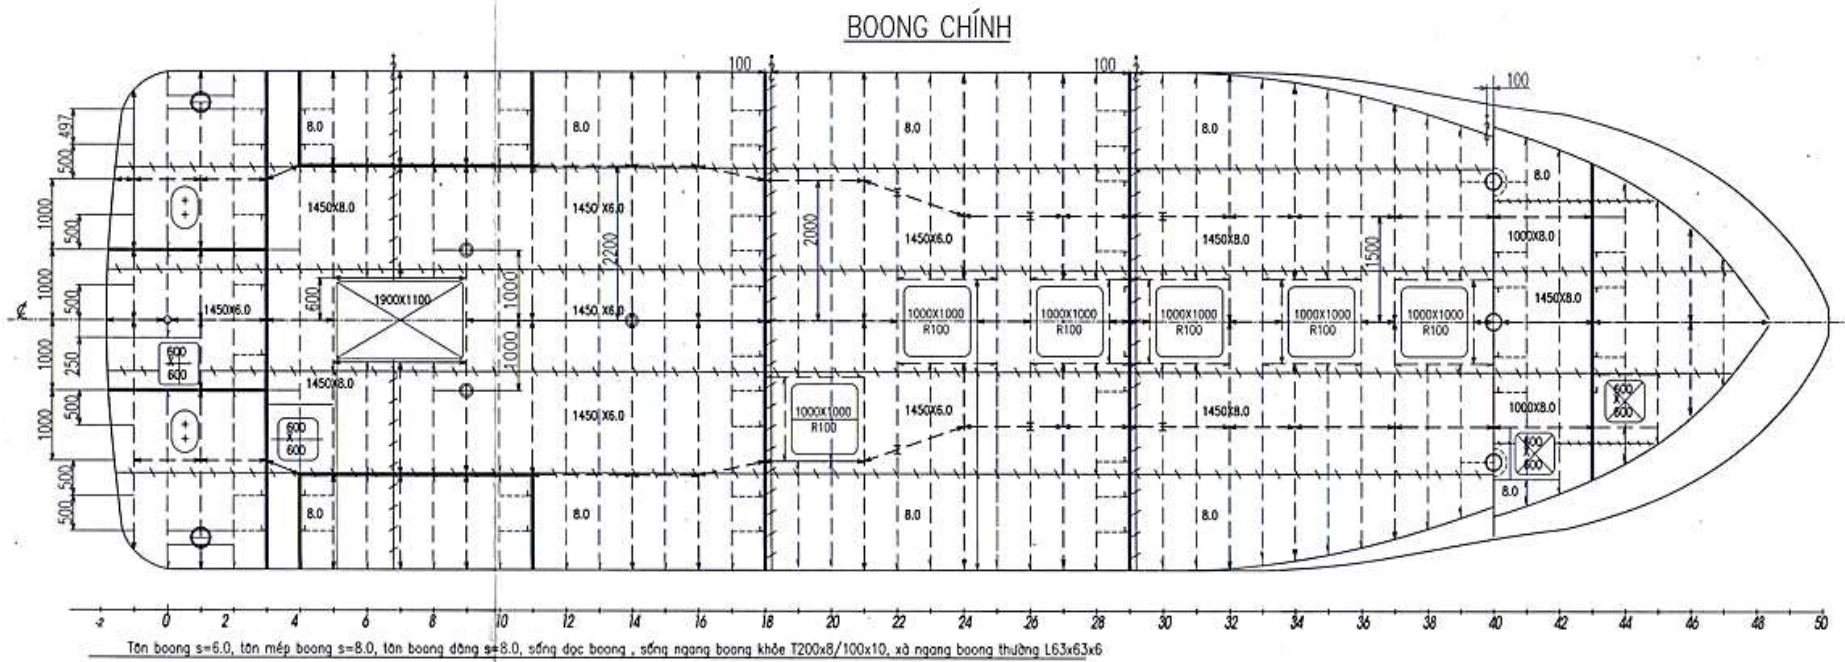 BOONG CHÍNH
100
100
100
497
500
1000
500
1000
500
1000
250
1000
500
500
500
8.0
8.0
8.0
8.0
8.0
1450X8.0
1450 X6.0
1450X6.0
1450X8.0
1000X8.0
2200
2000
1500
600
1000
1000
1450X6.0
1900X1100
1450 X6.0
1450X8.0
1000X1000
R100
1000X1000
R100
1000X1000
R100
1000X1000
R100
1000X1000
R100
600
X
600
1450X8.0
1450 X6.0
1450X6.0
1450X8.0
1000X8.0
1000X1000
R100
600
X
600
600
X
600
600
X
600
8.0
8.0
8.0
8.0
8.0
-2 0 2 4 6 8 10 12 14 16 18 20 22 24 26 28 30 32 34 36 38 40 42 44 46 48 50
Tôn boong s=6.0, tôn mép boong s=8.0, tôn boong dâng s=8.0, sống dọc boong , sống ngang boong khỏe T200x8/100x10, xà ngang boong thường L63x63x6